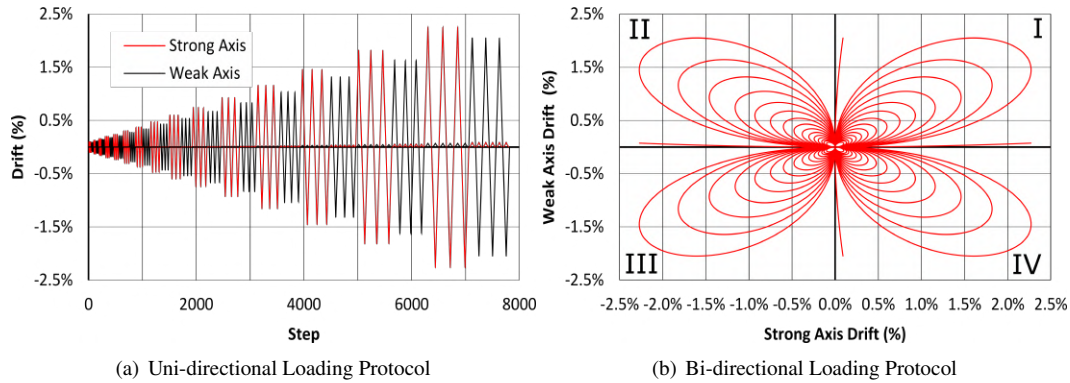 2.5%
1.5%
0.5%
-0.5%
-1.5%
-2.5%
Drift (%)
Strong Axis
Weak Axis
0 2000 4000 6000 8000
Step
(a) Uni-directional Loading Protocol
2.5%
1.5%
0.5%
-0.5%
-1.5%
-2.5%
Weak Axis Drift (%)
II I
III IV
-2.5% -2.0% -1.5% -1.0% -0.5% 0.0% 0.5% 1.0% 1.5% 2.0% 2.5%
Strong Axis Drift (%)
(b) Bi-directional Loading Protocol